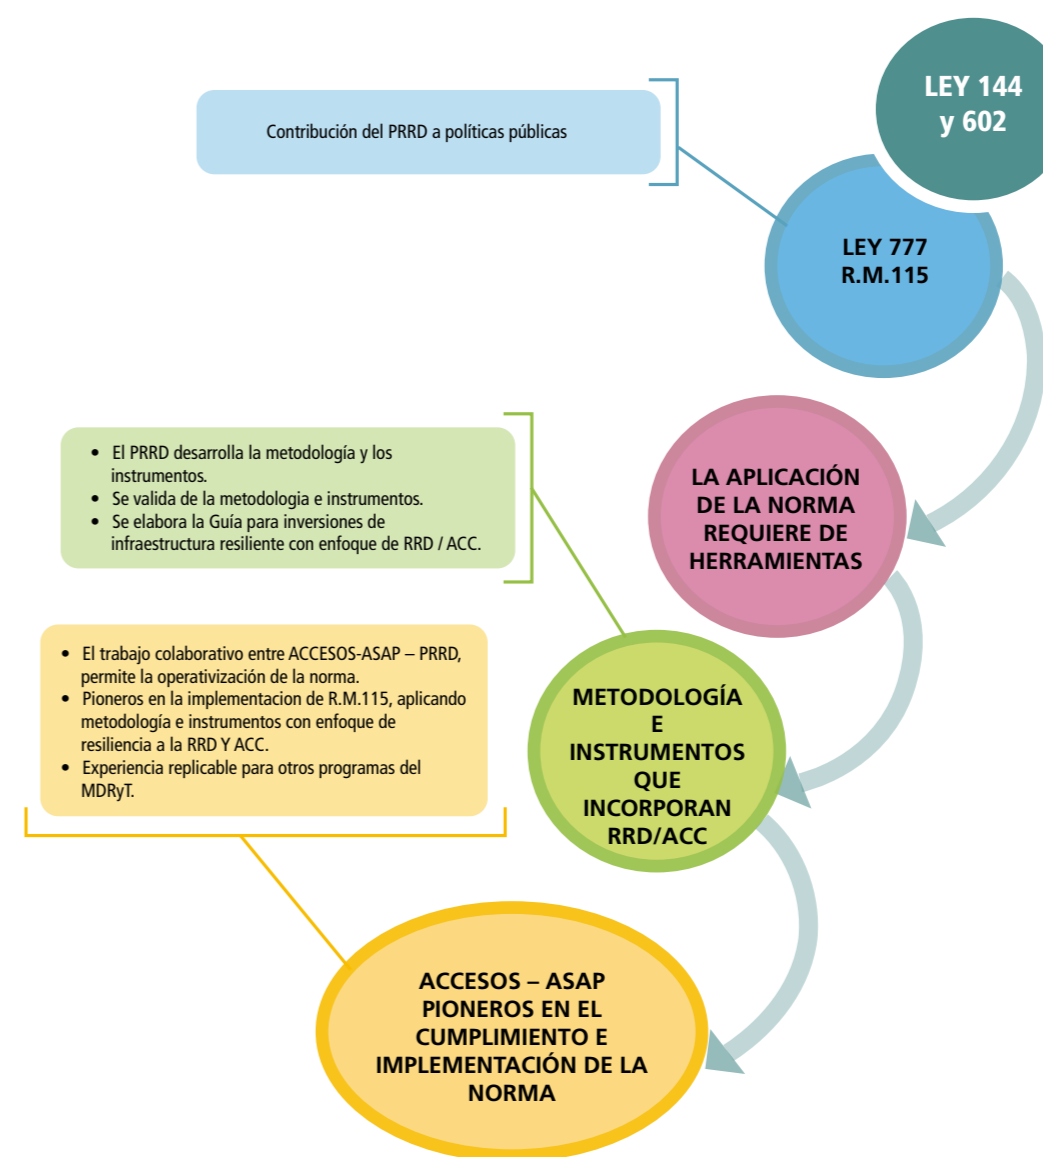 LEY 144
y 602
Contribución del PRRD a políticas públicas
LEY 777
R.M.115
LA APLICACIÓN
DE LA NORMA
REQUIERE DE
HERRAMIENTAS
• El PRRD desarrolla la metodología y los
instrumentos.
• Se valida de la metodologia e instrumentos.
• Se elabora la Guía para inversiones de
infraestructura resiliente con enfoque de RRD / ACC.
METODOLOGÍA
E
INSTRUMENTOS
QUE
INCORPORAN
RRD/ACC
• El trabajo colaborativo entre ACCESOS-ASAP – PRRD,
permite la operativización de la norma.
• Pioneros en la implementacion de R.M.115, aplicando
metodología e instrumentos con enfoque de
resiliencia a la RRD Y ACC.
• Experiencia replicable para otros programas del
MDRyT.
ACCESOS – ASAP
PIONEROS EN EL
CUMPLIMIENTO E
IMPLEMENTACIÓN DE LA
NORMA